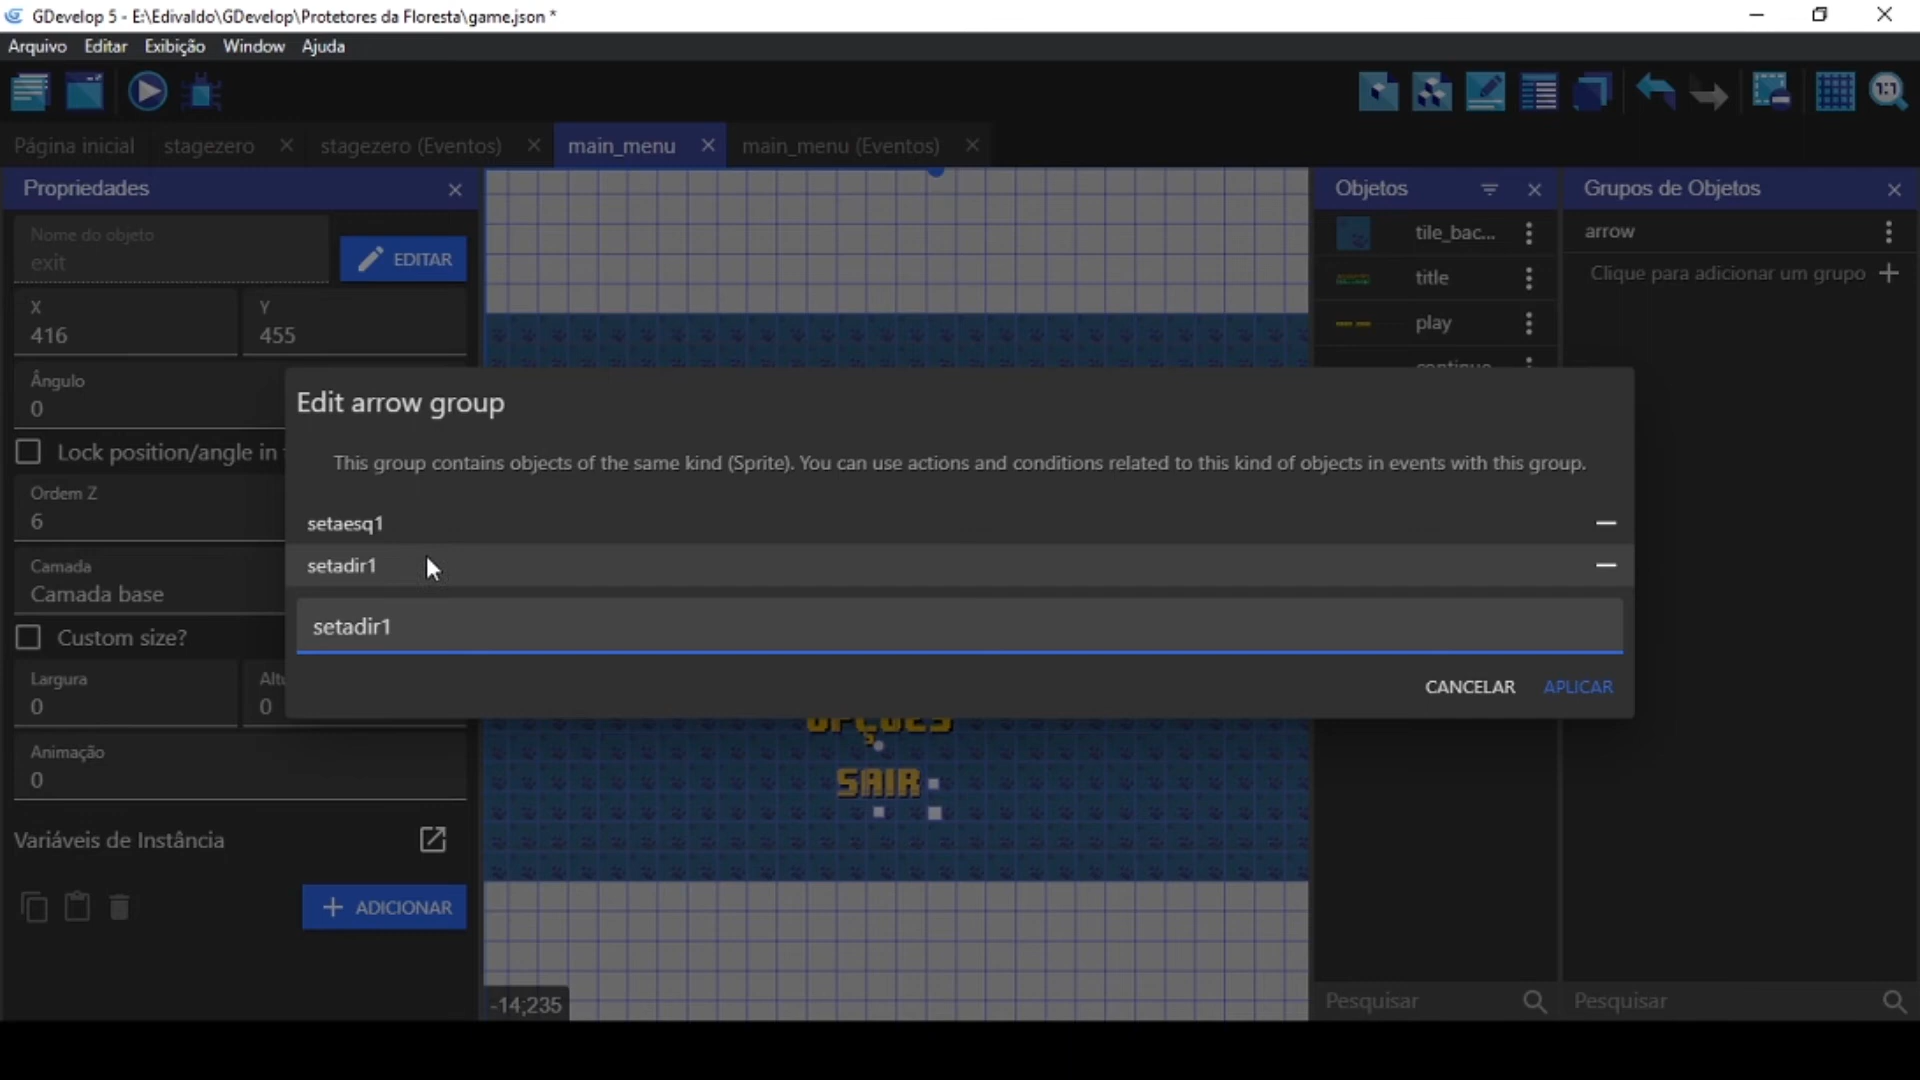 GDevelop 5 - E:\Edivaldo\GDevelop\Protetores da Floresta\game.json *
Arquivo Editar Exibição Window Ajuda
1:1
Página inicial stagezero stagezero (Eventos) main_menu main_menu (Eventos)
Propriedades
Objetos
Grupos de Objetos
Nome do objeto
exit
EDITAR
X
416
Y
455
Ângulo
0
Lock position/angle in
Ordem Z
6
Camada
Camada base
Custom size?
Largura
0
0
Animação
0
Variáveis de Instância
ADICIONAR
tile_bac...
title
play
continue
arrow
Clique para adicionar um grupo
Edit arrow group
This group contains objects of the same kind (Sprite). You can use actions and conditions related to this kind of objects in events with this group.
setaesq1
setadir1
setadir1
CANCELAR APLICAR
OPÇÕES
SAIR
-14;235
Pesquisar
Pesquisar